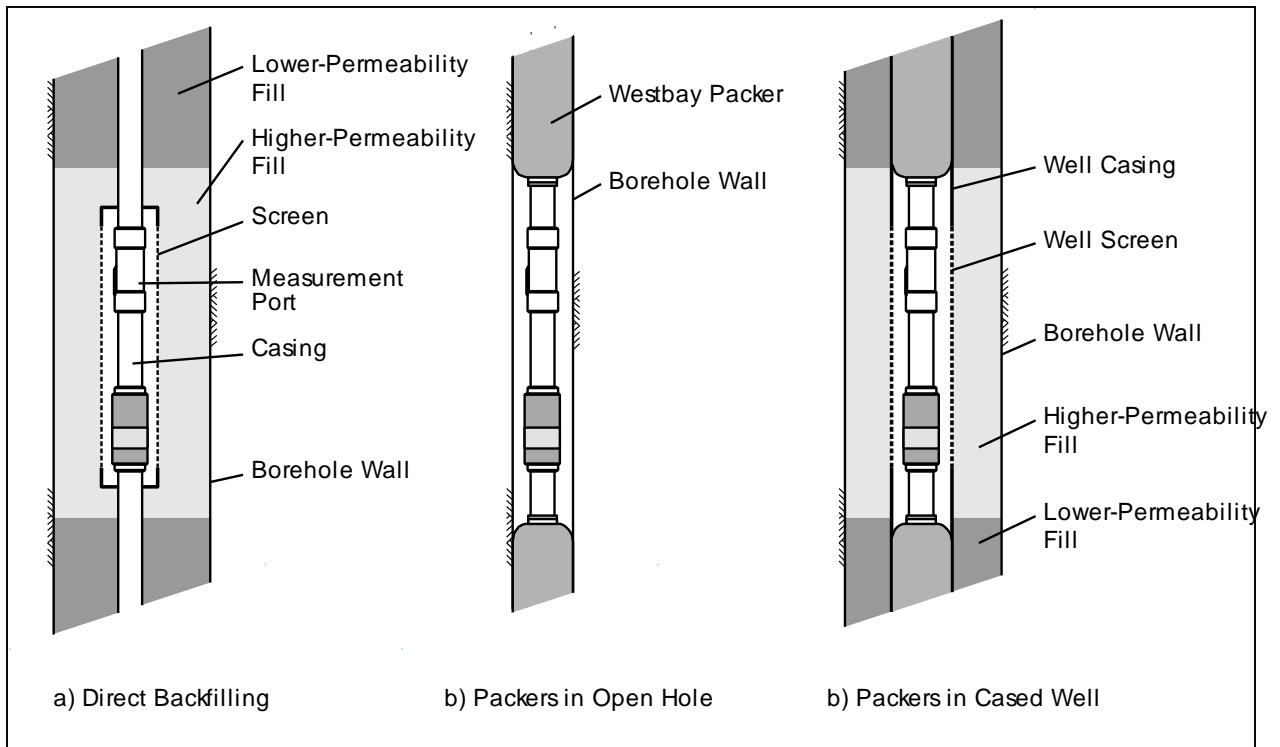 Lower-Permeability
Fill
Higher-Permeability
Fill
Screen
Measurement
Port
Casing
Borehole Wall
a) Direct Backfilling
Westbay Packer
Borehole Wall
b) Packers in Open Hole
Well Casing
Well Screen
Borehole Wall
Higher-Permeability
Fill
Lower-Permeability
Fill
b) Packers in Cased Well